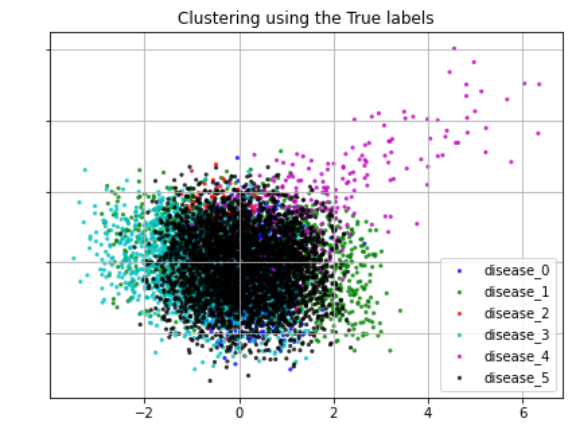 Clustering using the True labels
disease_0
disease_1
disease_2
disease_3
disease_4
disease_5
−2 0 2 4 6